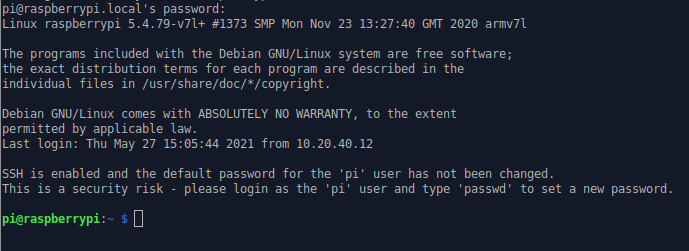 pi@raspberrypi.local's password:
Linux raspberrypi 5.4.79-v7l+ #1373 SMP Mon Nov 23 13:27:40 GMT 2020 armv7l
The programs included with the Debian GNU/Linux system are free software;
the exact distribution terms for each program are described in the
individual files in /usr/share/doc/*/copyright.
Debian GNU/Linux comes with ABSOLUTELY NO WARRANTY, to the extent
permitted by applicable law.
Last login: Thu May 27 15:05:44 2021 from 10.20.40.12
SSH is enabled and the default password for the 'pi' user has not been changed.
This is a security risk - please login as the 'pi' user and type 'passwd' to set a new password.
pi@raspberrypi:~ $